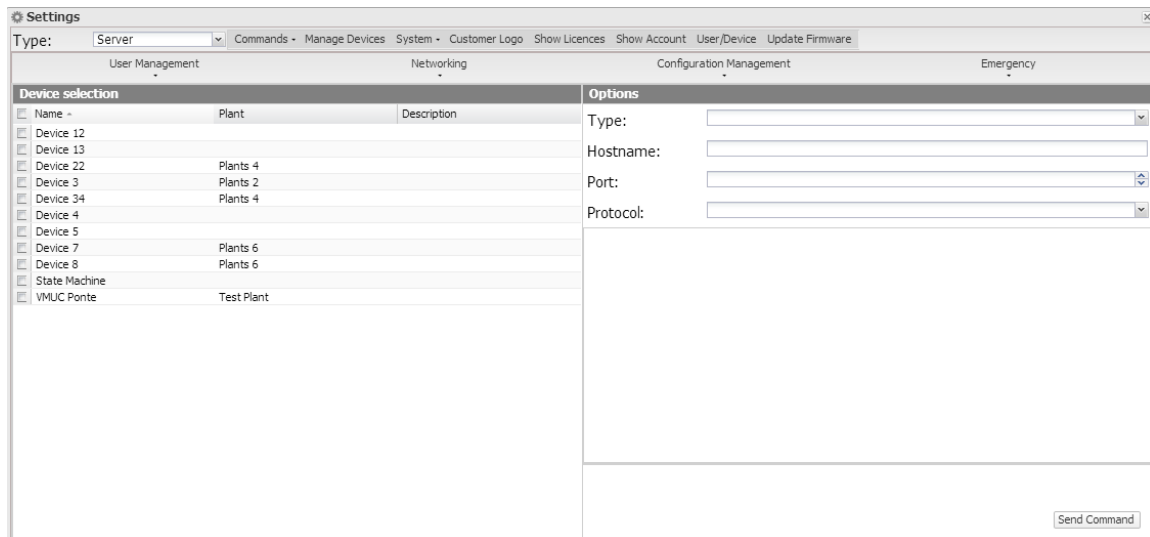 Settings
Type: Server Commands Manage Devices System Customer Logo Show Licences Show Account User/Device Update Firmware
User Management Networking Configuration Management Emergency
Device selection
Name Plant Description
Device 12
Device 13
Device 22 Plants 4
Device 3 Plants 2
Device 34 Plants 4
Device 4
Device 5
Device 7 Plants 6
Device 8 Plants 6
State Machine
VMUC Ponte Test Plant
Options
Type:
Hostname:
Port:
Protocol:
Send Command